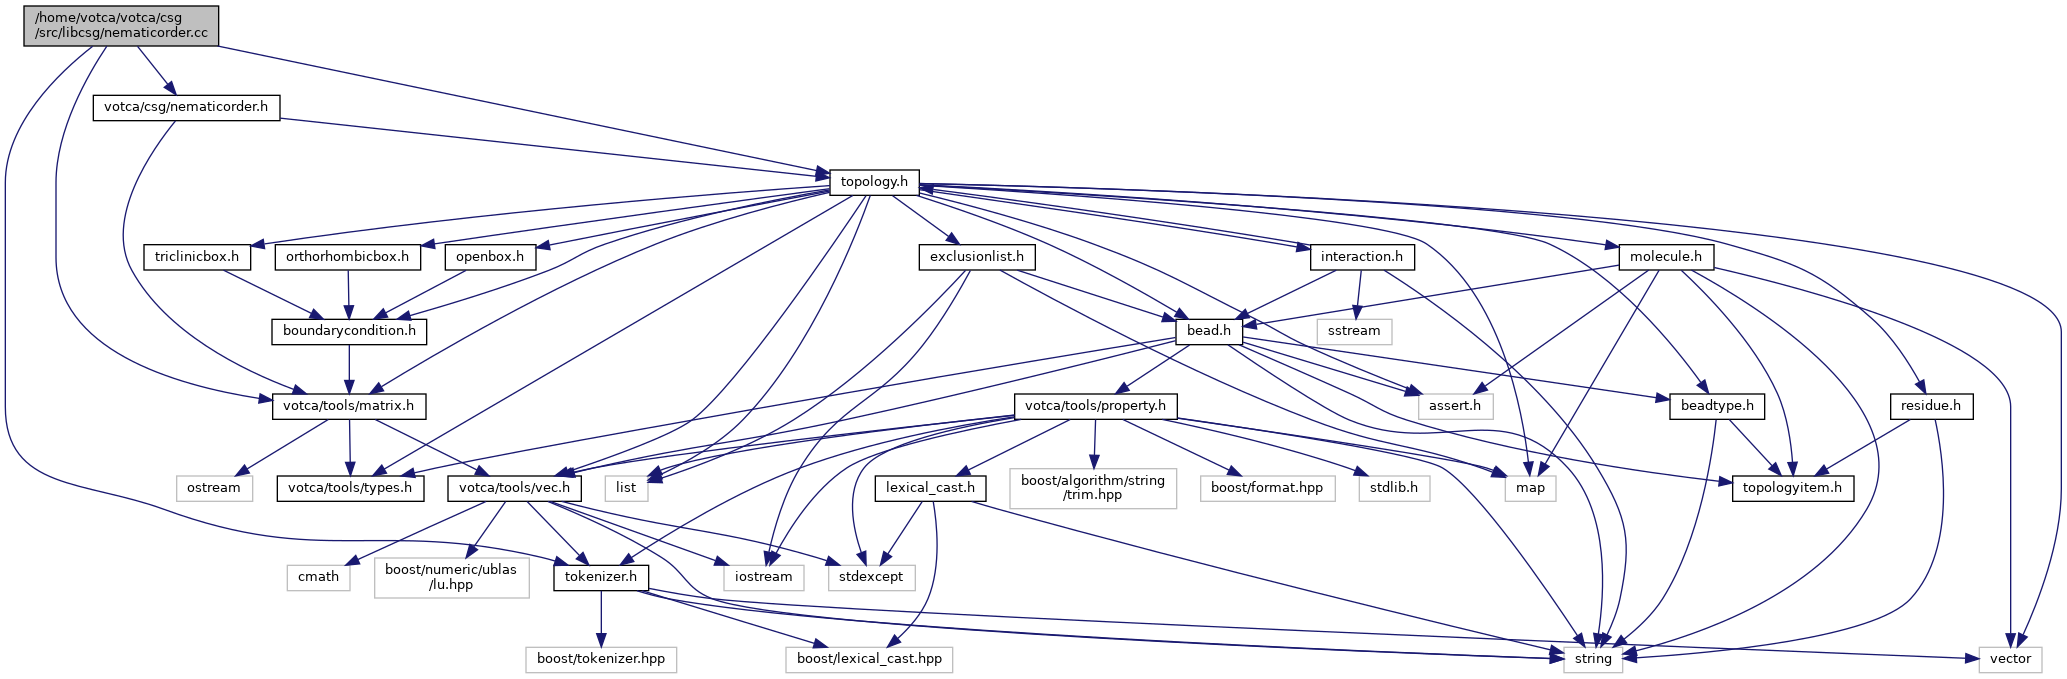 /home/votca/votca/csg
/src/libcsg/nematicorder.cc
votca/csg/nematicorder.h
topology.h
triclinicbox.h
orthorhombicbox.h
openbox.h
exclusionlist.h
interaction.h
molecule.h
boundarycondition.h
bead.h
sstream
votca/tools/matrix.h
votca/tools/property.h
assert.h
beadtype.h
residue.h
ostream
votca/tools/types.h
votca/tools/vec.h
list
lexical_cast.h
boost/algorithm/string
/trim.hpp
boost/format.hpp
stdlib.h
map
topologyitem.h
cmath
boost/numeric/ublas
/lu.hpp
tokenizer.h
iostream
stdexcept
boost/tokenizer.hpp
boost/lexical_cast.hpp
string
vector